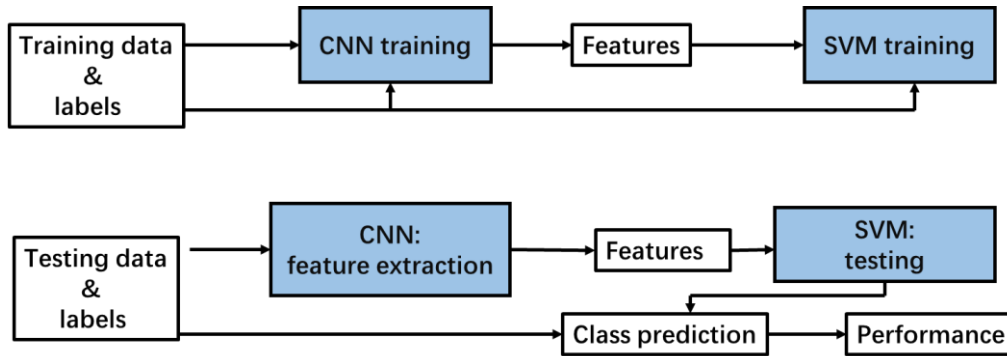 Training data
&
labels
CNN training
Features
SVM training
Testing data
&
labels
CNN:
feature extraction
Features
SVM:
testing
Class prediction
Performance